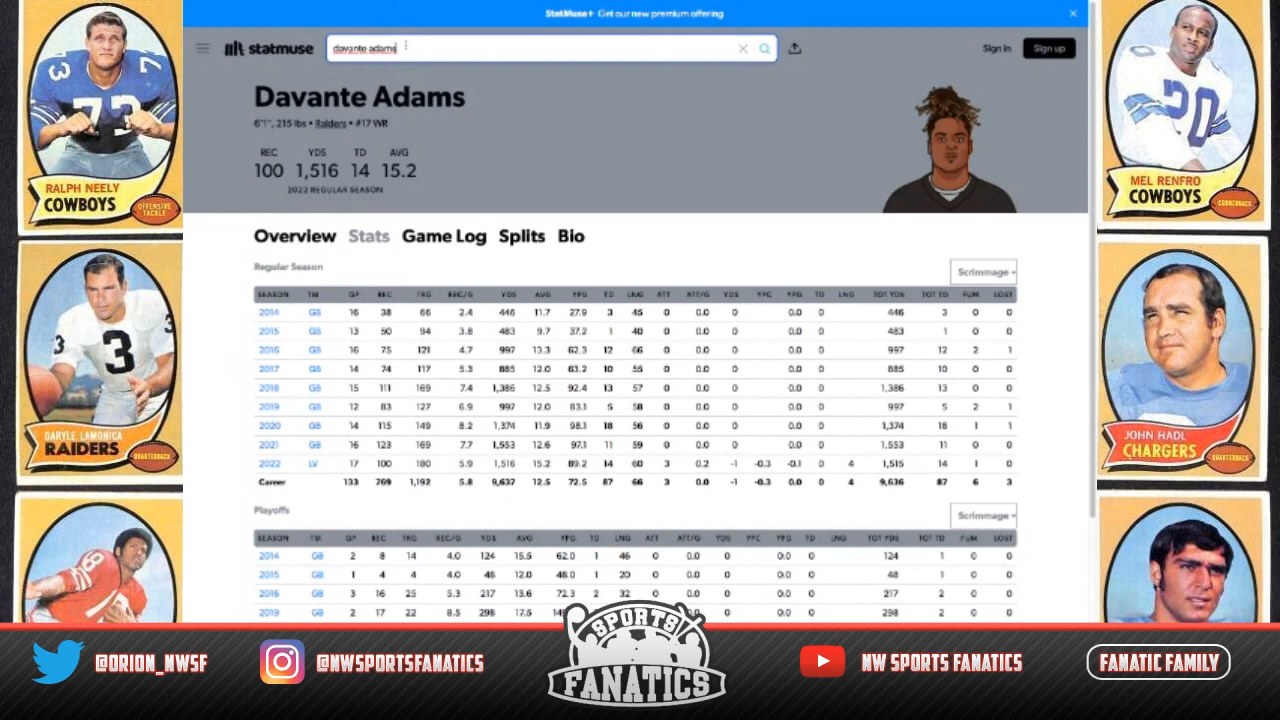 StatMuse+ Get our new premium offering
statmuse
davante adams
Sign in
Sign up
Davante Adams
6'1", 215 lbs • Raiders • #17 WR
REC YDS TD AVG
100 1,516 14 15.2
2022 REGULAR SEASON
Overview Stats Game Log Splits Bio
Regular Season
Scrimmage
SEASON TM GP REC TRG REC/G YDS AVG YPG TD LNG ATT ATT/G YDS YPC YPG TD LNG TOT YDS TOT TD FUM LOST
2014 GB 16 38 66 2.4 446 11.7 27.9 3 45 0 0.0 0 0.0 0 446 3 0 0
2015 GB 13 50 94 3.8 483 9.7 37.2 1 40 0 0.0 0 0.0 0 483 1 0 0
2016 GB 16 75 121 4.7 997 13.3 62.3 12 66 0 0.0 0 0.0 0 997 12 2 1
2017 GB 14 74 117 5.3 885 12.0 63.2 10 55 0 0.0 0 0.0 0 885 10 0 0
2018 GB 15 111 169 7.4 1,386 12.5 92.4 13 57 0 0.0 0 0.0 0 1,386 13 0 0
2019 GB 12 83 127 6.9 997 12.0 83.1 5 58 0 0.0 0 0.0 0 997 5 2 1
2020 GB 14 115 149 8.2 1,374 11.9 98.1 18 56 0 0.0 0 0.0 0 1,374 18 1 1
2021 GB 16 123 169 7.7 1,553 12.6 97.1 11 59 0 0.0 0 0.0 0 1,553 11 0 0
2022 LV 17 100 180 5.9 1,516 15.2 89.2 14 60 3 0.2 -1 -0.3 -0.1 0 4 1,515 14 1 0
Career 133 769 1,192 5.8 9,637 12.5 72.5 87 66 3 0.0 -1 -0.3 0.0 0 4 9,636 87 6 3
Playoffs
Scrimmage
SEASON TM GP REC TRG REC/G YDS AVG YPG TD LNG ATT ATT/G YDS YPC YPG TD LNG TOT YDS TOT TD FUM LOST
2014 GB 2 8 14 4.0 124 15.5 62.0 1 46 0 0.0 0 0.0 0 124 1 0 0
2015 GB 1 4 4 4.0 48 12.0 48.0 1 20 0 0.0 0 0.0 0 48 1 0 0
2016 GB 3 16 25 5.3 217 13.6 72.3 2 32 0 0.0 0 0.0 0 217 2 0 0
2019 GB 2 17 22 8.5 298 17.5 0 0.0 0 298 2 0 0
73 7
RALPH NEELY
COWBOYS
OFFENSIVE
TACKLE
3 3 3
DARYLE LAMONICA
RAIDERS
QUARTERBACK
20
MEL RENFRO
COWBOYS
CORNERBACK
JOHN HADL
CHARGERS
QUARTERBACK
@ORION_NWSF
@NWSPORTSFANATICS
SPORTS
FANATICS
NW SPORTS FANATICS
FANATIC FAMILY